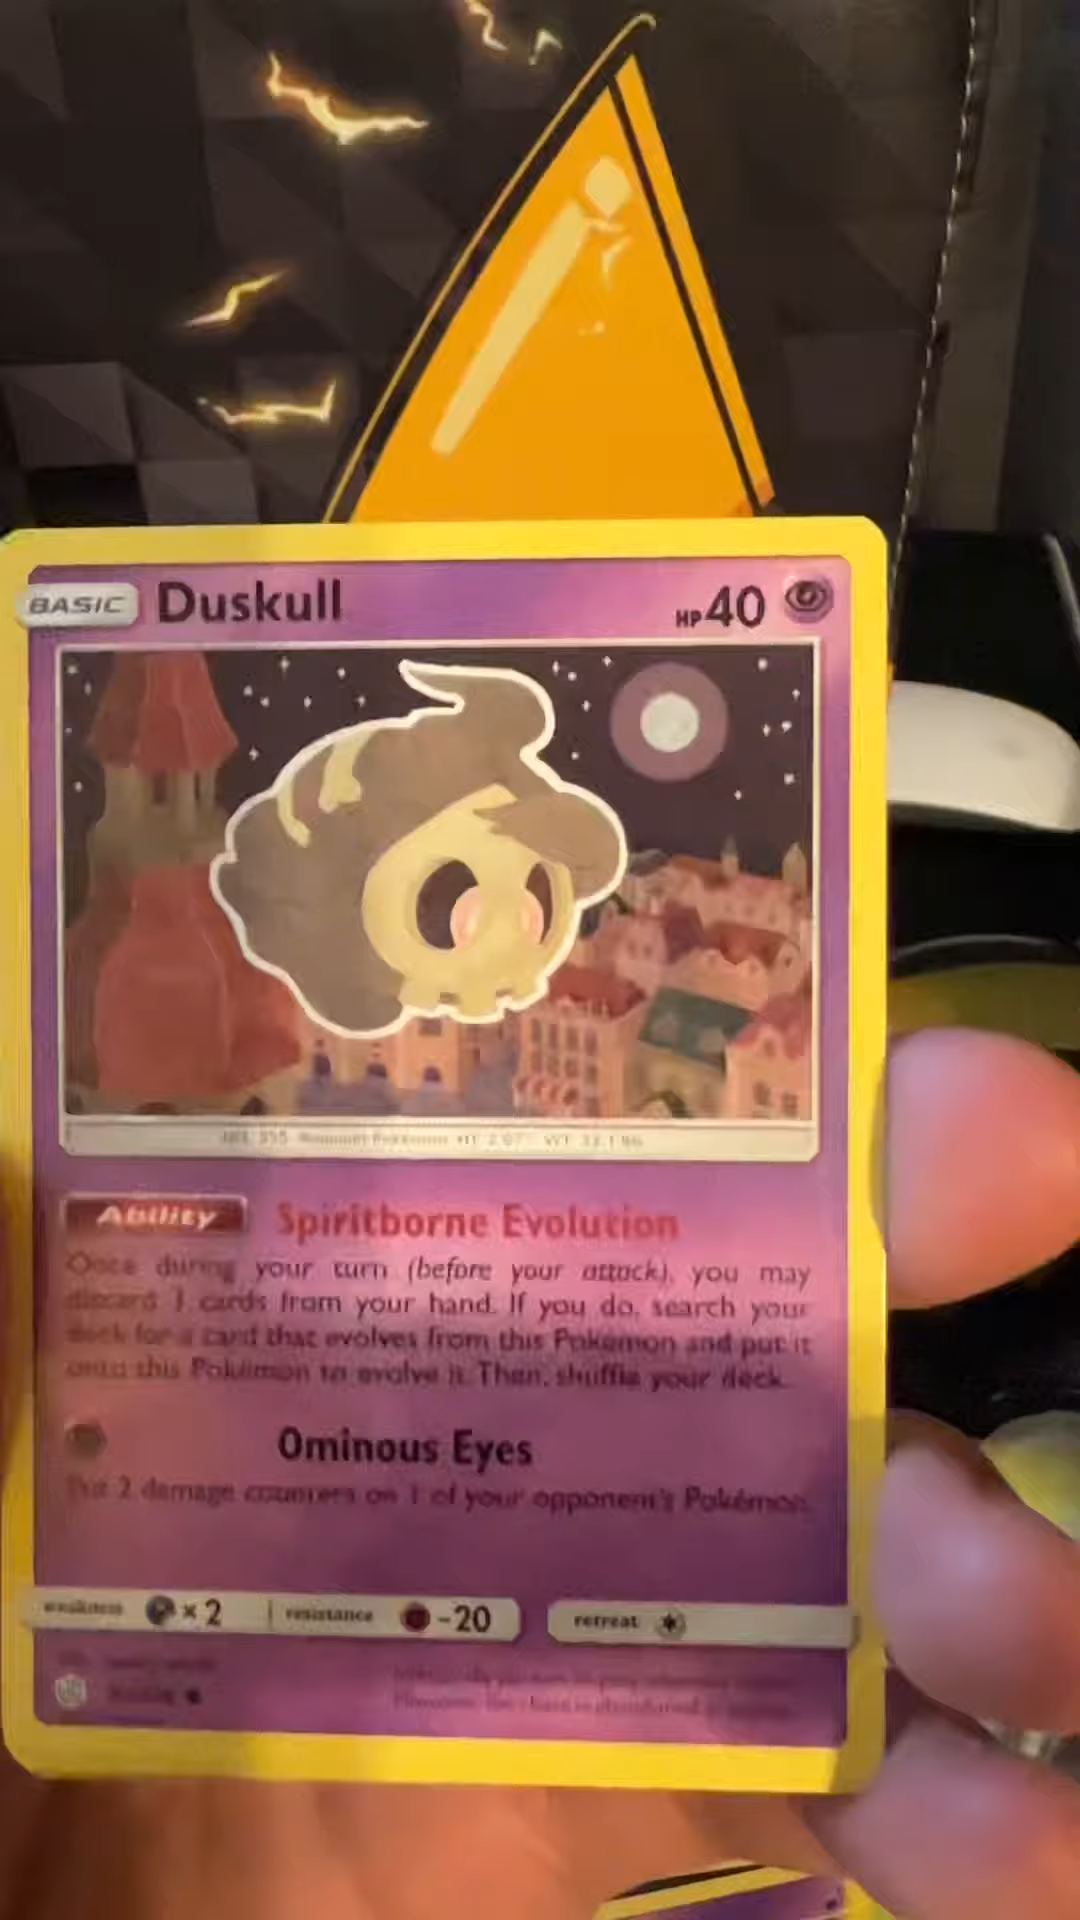 BASIC Duskull HP 40
Ability Spiritborne Evolution
Once during your turn (before your attack), you may
discard 3 cards from your hand. If you do, search your
deck for a card that evolves from this Pokémon and put it
onto this Pokémon to evolve it. Then, shuffle your deck.
Ominous Eyes
Put 2 damage counters on 1 of your opponent's Pokémon.
weakness × 2 resistance -20 retreat